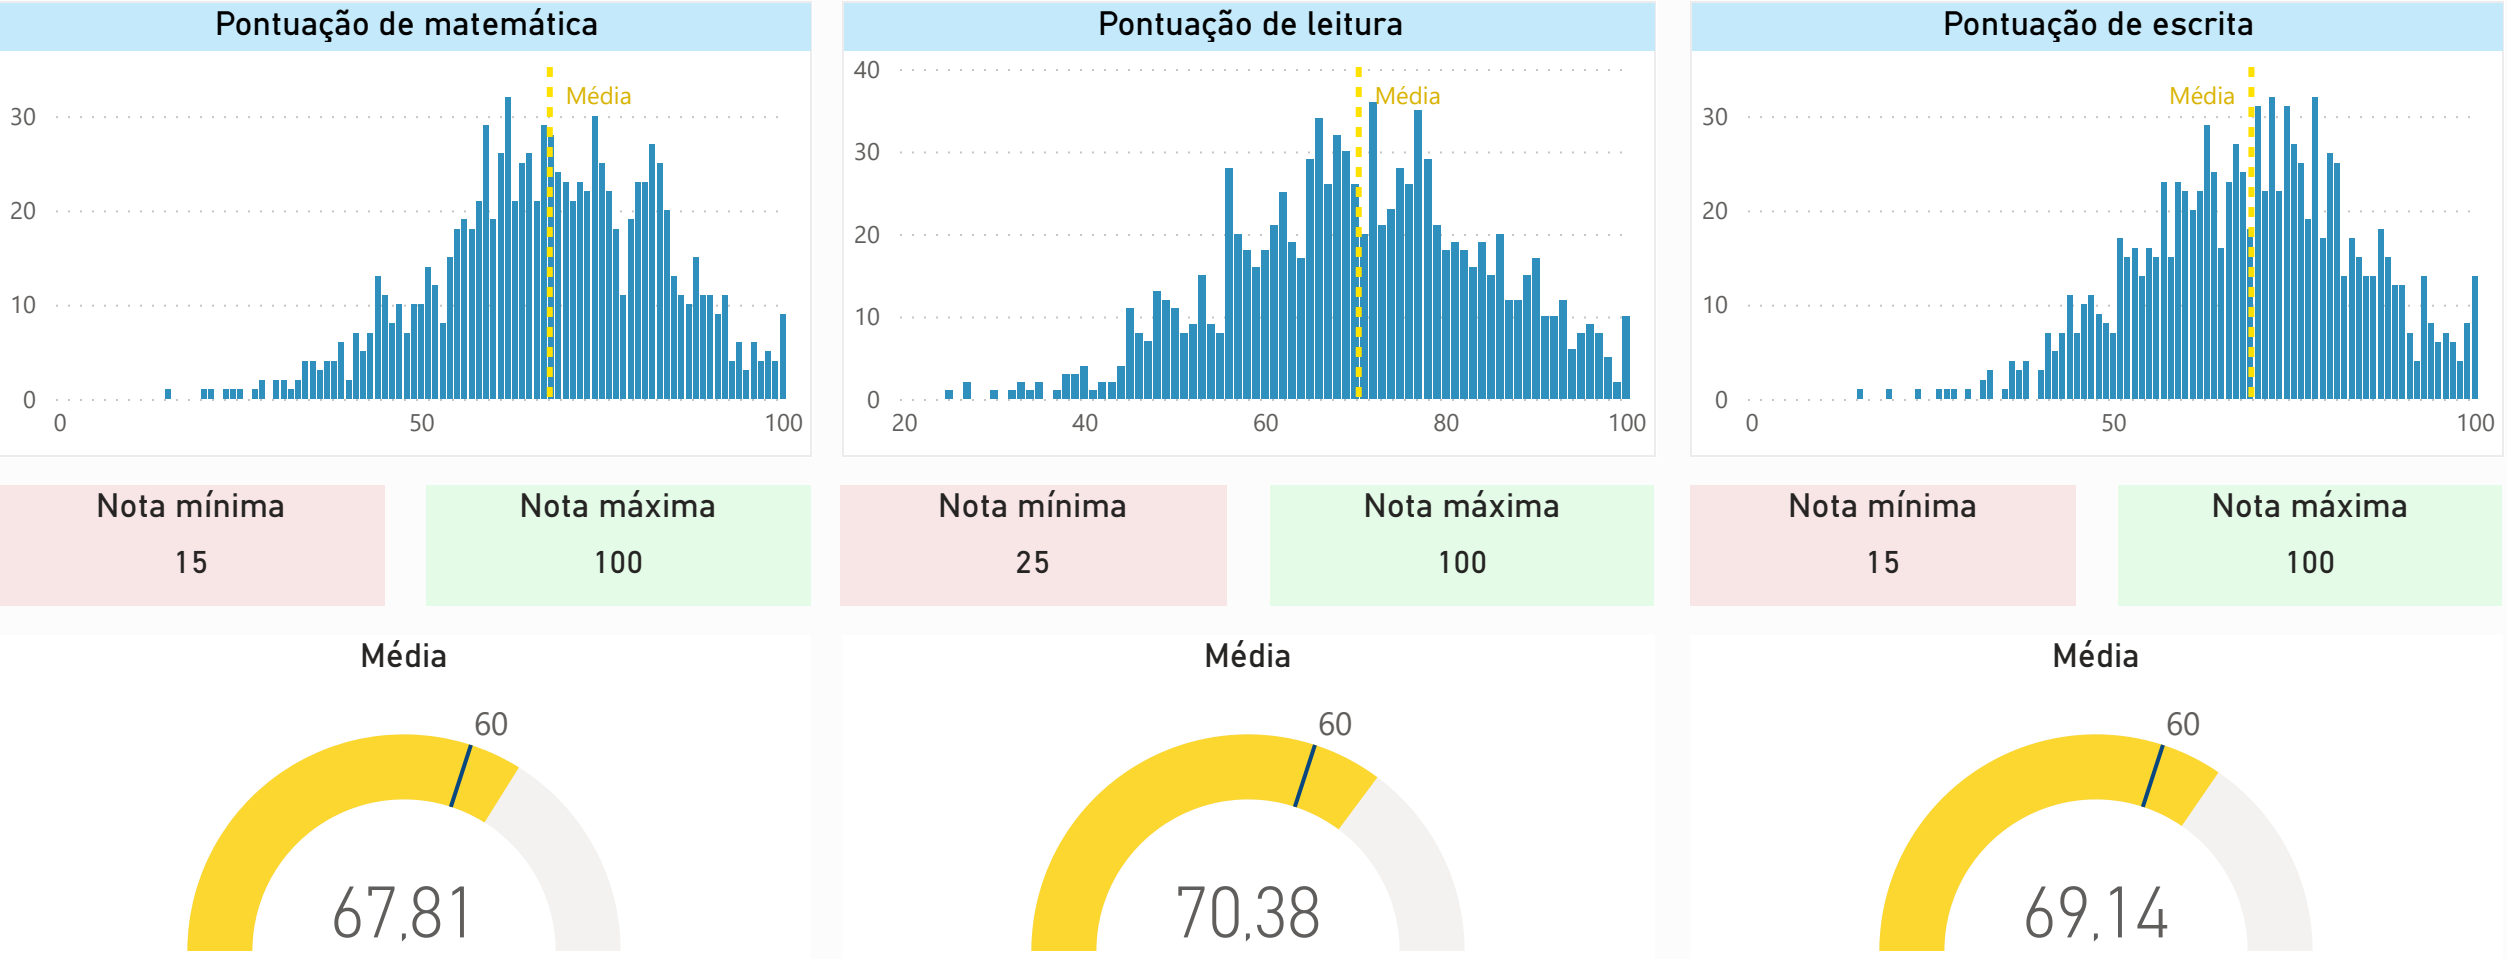 Pontuação de matemática
Média
30
20
10
0
0 50 100
Nota mínima
15
Nota máxima
100
Média
60
67,81
Pontuação de leitura
40
Média
30
20
10
0
20 40 60 80 100
Nota mínima
25
Nota máxima
100
Média
60
70,38
Pontuação de escrita
Média
30
20
10
0
0 50 100
Nota mínima
15
Nota máxima
100
Média
60
69,14